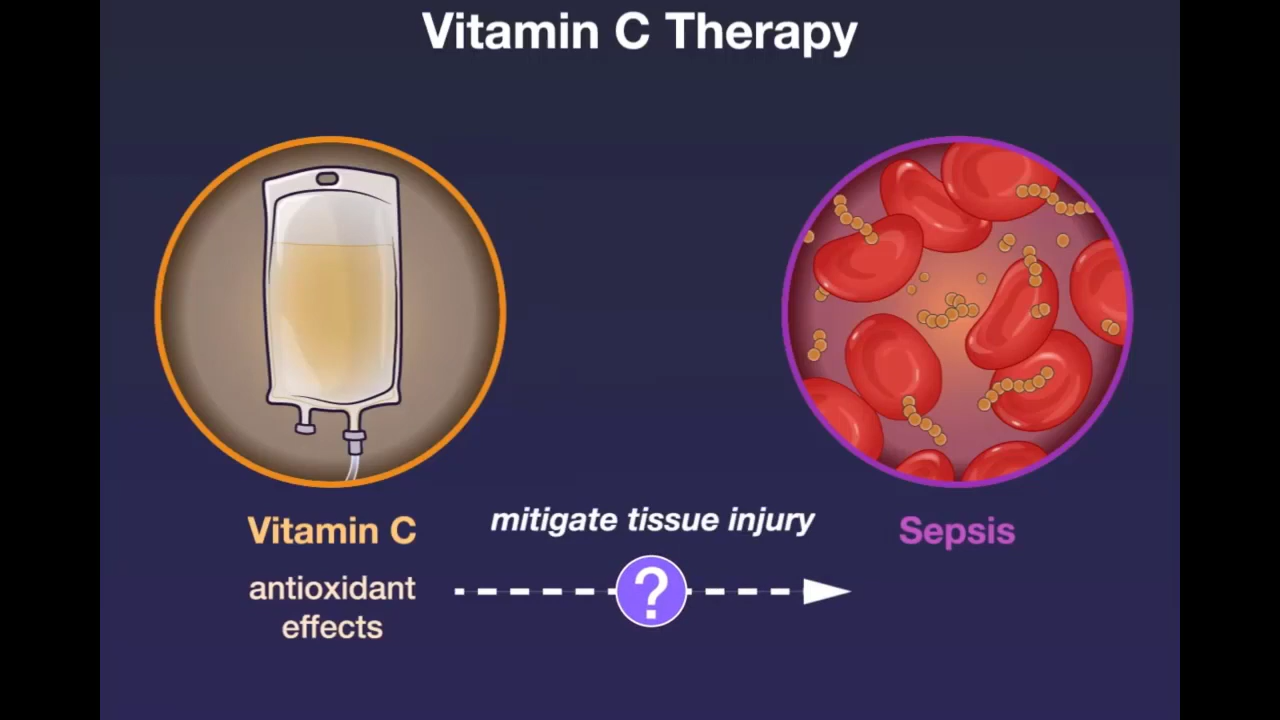 Vitamin C Therapy
Vitamin C
antioxidant
effects
mitigate tissue injury
?
Sepsis